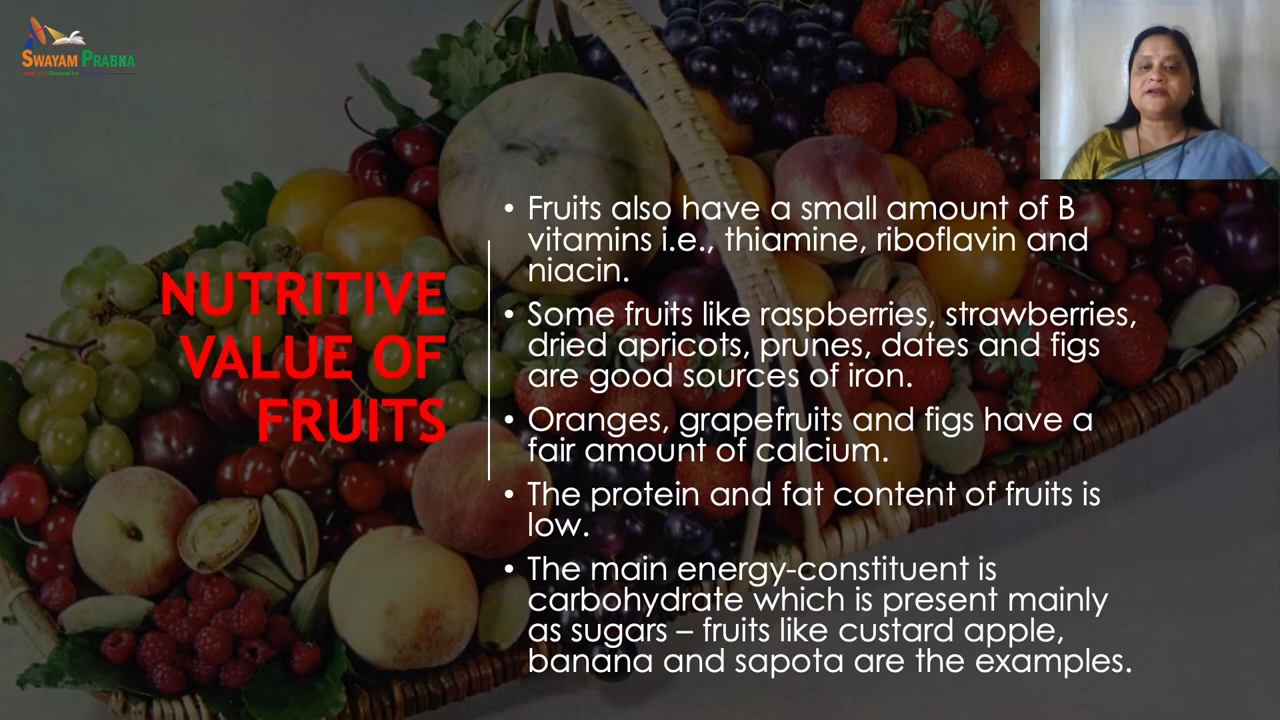 SWAYAM PRABHA
NUTRITIVE
VALUE OF
FRUITS
• Fruits also have a small amount of B
vitamins i.e., thiamine, riboflavin and
niacin.
• Some fruits like raspberries, strawberries,
dried apricots, prunes, dates and figs
are good sources of iron.
• Oranges, grapefruits and figs have a
fair amount of calcium.
• The protein and fat content of fruits is
low.
• The main energy-constituent is
carbohydrate which is present mainly
as sugars – fruits like custard apple,
banana and sapota are the examples.